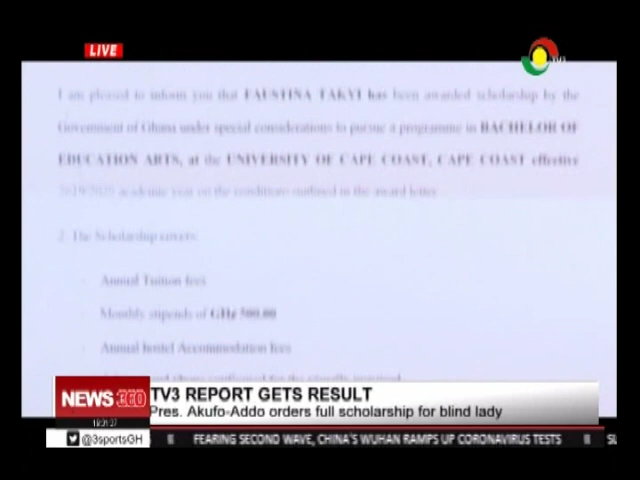 LIVE
I am pleased to inform you that FAUSTINA TAKYI has been awarded scholarship by the
Government of Ghana under special considerations to pursue a programme in BACHELOR OF
EDUCATION ARTS, at the UNIVERSITY OF CAPE COAST, CAPE COAST effective
2019/2020 academic year on the conditions outlined in the award letter.
2. The Scholarship covers:
- Annual Tuition fees
- Monthly stipends of GH¢ 500.00
- Annual hostel Accommodation fees
NEWS 360
TV3 REPORT GETS RESULT
Pres. Akufo-Addo orders full scholarship for blind lady
@3sportsGH
FEARING SECOND WAVE, CHINA'S WUHAN RAMPS UP CORONAVIRUS TESTS